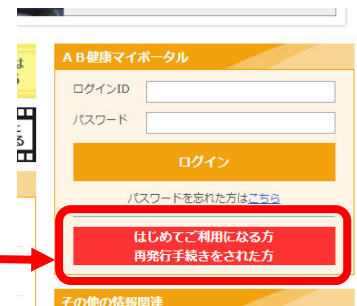 ＡＢ健康マイポータル
ログインID
パスワード
ログイン
パスワードを忘れた方はこちら
はじめてご利用になる方
再発行手続きをされた方
その他の情報関連